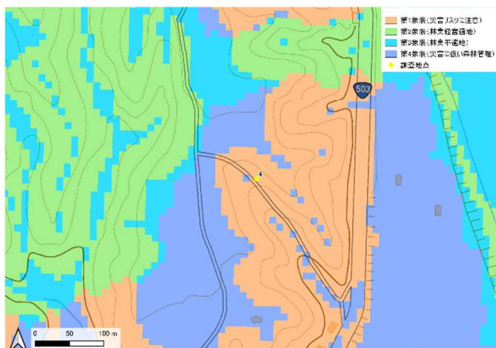 第1象限(災害リスクに注意)
第2象限(林業経営適地)
第3象限(林業不適地)
第4象限(災害に強い森林管理)
調査地点
503
4
0 50 100 m